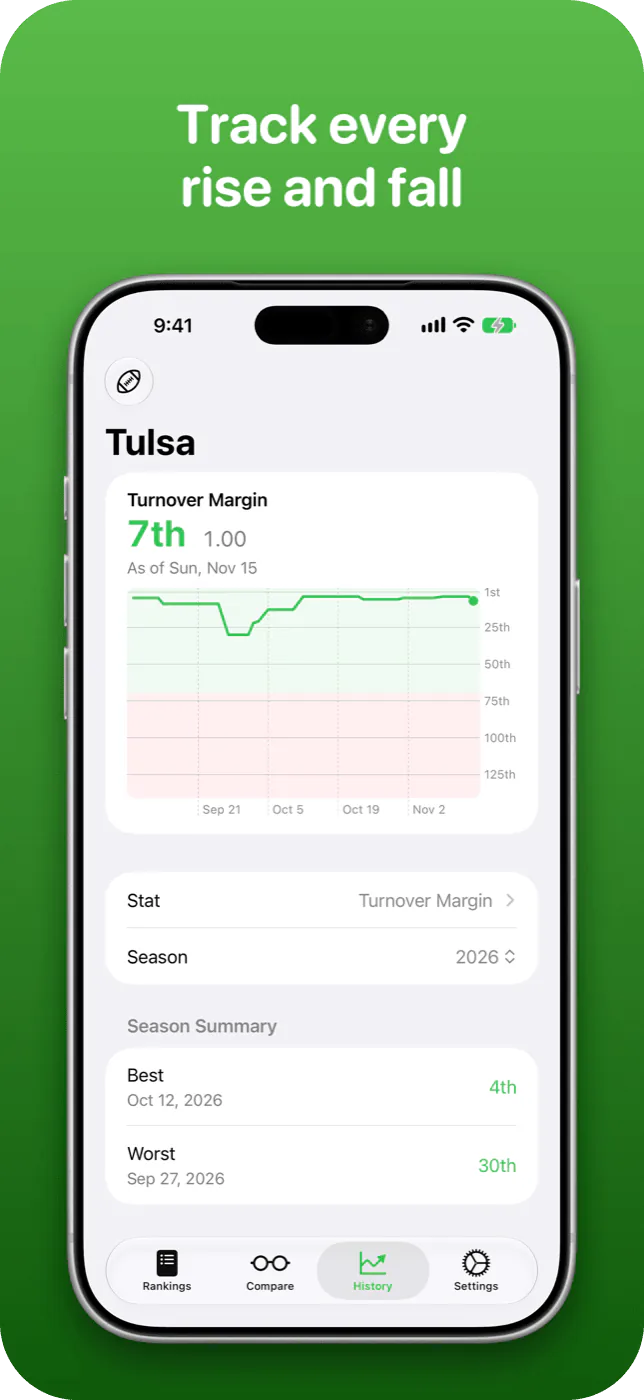 Track every
rise and fall
9:41
Tulsa
Turnover Margin
7th 1.00
As of Sun, Nov 15
1st
25th
50th
75th
100th
125th
Sep 21 Oct 5 Oct 19 Nov 2
Stat Turnover Margin
Season 2026
Season Summary
Best
Oct 12, 2026
4th
Worst
Sep 27, 2026
30th
Rankings Compare History Settings